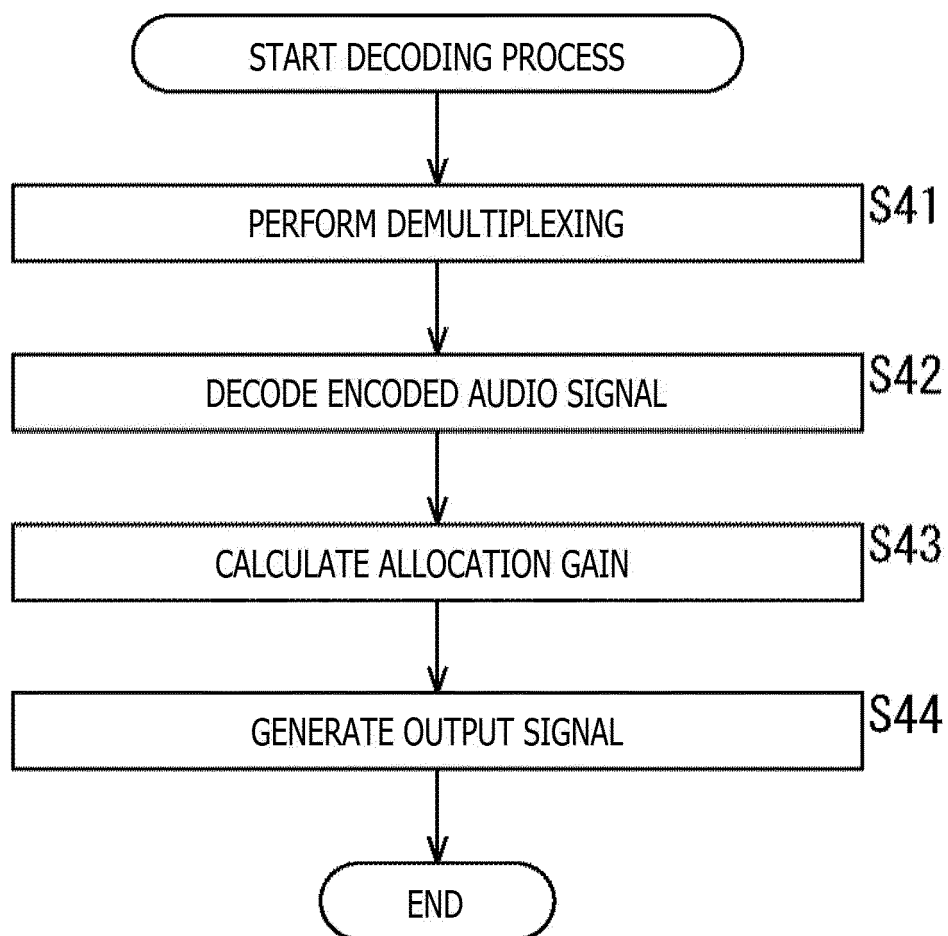 START DECODING PROCESS
PERFORM DEMULTIPLEXING
S41
DECODE ENCODED AUDIO SIGNAL
S42
CALCULATE ALLOCATION GAIN
S43
GENERATE OUTPUT SIGNAL
S44
END